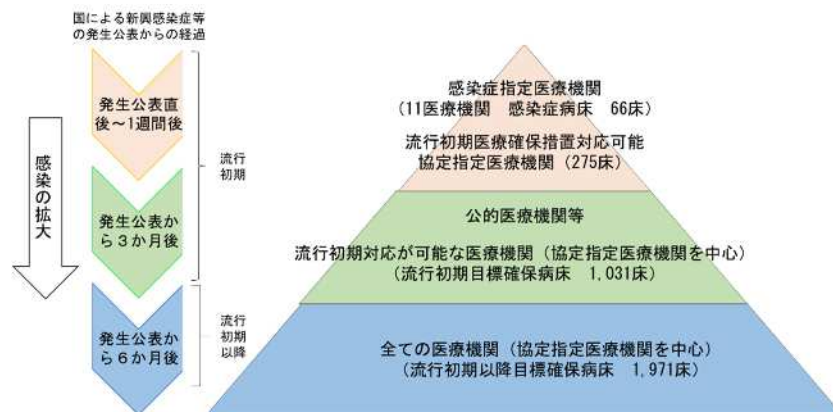 国による新興感染症等
の発生公表からの経過
発生公表直
後～1週間後
発生公表か
ら3か月後
発生公表か
ら6か月後
感染の拡大
流行
初期
流行
初期
以降
感染症指定医療機関
（11医療機関　感染症病床　66床）
流行初期医療確保措置対応可能
協定指定医療機関（275床）
公的医療機関等
流行初期対応が可能な医療機関（協定指定医療機関を中心）
（流行初期目標確保病床　1,031床）
全ての医療機関（協定指定医療機関を中心）
（流行初期以降目標確保病床　1,971床）